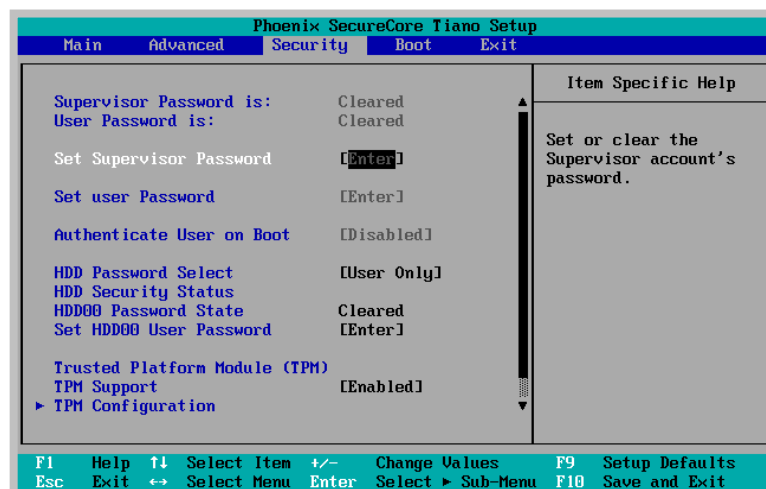 Phoenix SecureCore Tiano Setup
Main Advanced Security Boot Exit
Item Specific Help
Supervisor Password is: Cleared
User Password is: Cleared
Set or clear the
Supervisor account's
password.
Set Supervisor Password [Enter]
Set user Password [Enter]
Authenticate User on Boot [Disabled]
HDD Password Select [User Only]
HDD Security Status
HDD00 Password State Cleared
Set HDD00 User Password [Enter]
Trusted Platform Module (TPM)
TPM Support [Enabled]
► TPM Configuration
F1 Help ↑↓ Select Item +/- Change Values F9 Setup Defaults
Esc Exit ↔ Select Menu Enter Select ► Sub-Menu F10 Save and Exit